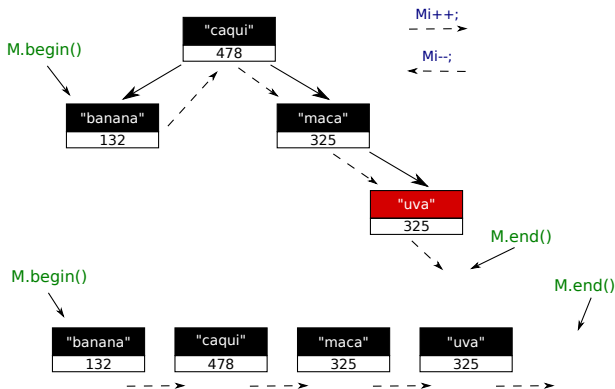 "caqui"
478
Mi++;
M.begin()
Mi--;
"banana"
132
"maca"
325
"uva"
325
M.end()
M.begin()
M.end()
"banana"
132
"caqui"
478
"maca"
325
"uva"
325